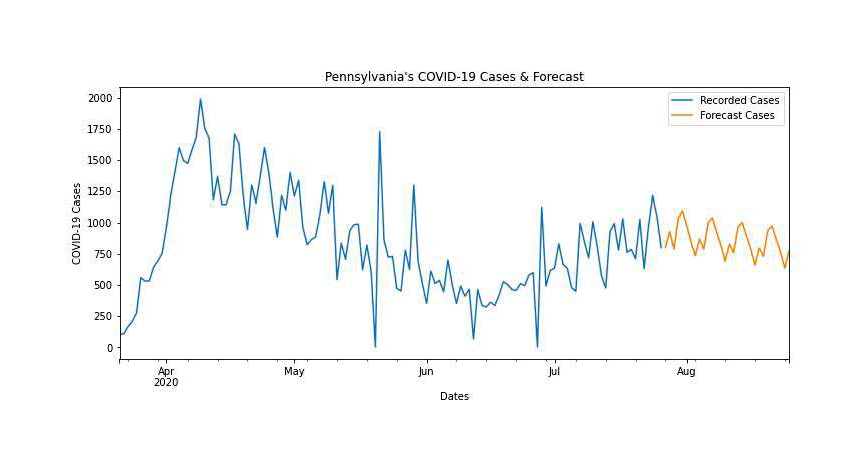 Pennsylvania's COVID-19 Cases & Forecast
Recorded Cases
Forecast Cases
COVID-19 Cases
2000
1750
1500
1250
1000
750
500
250
0
Apr
2020
May
Jun
Jul
Aug
Dates